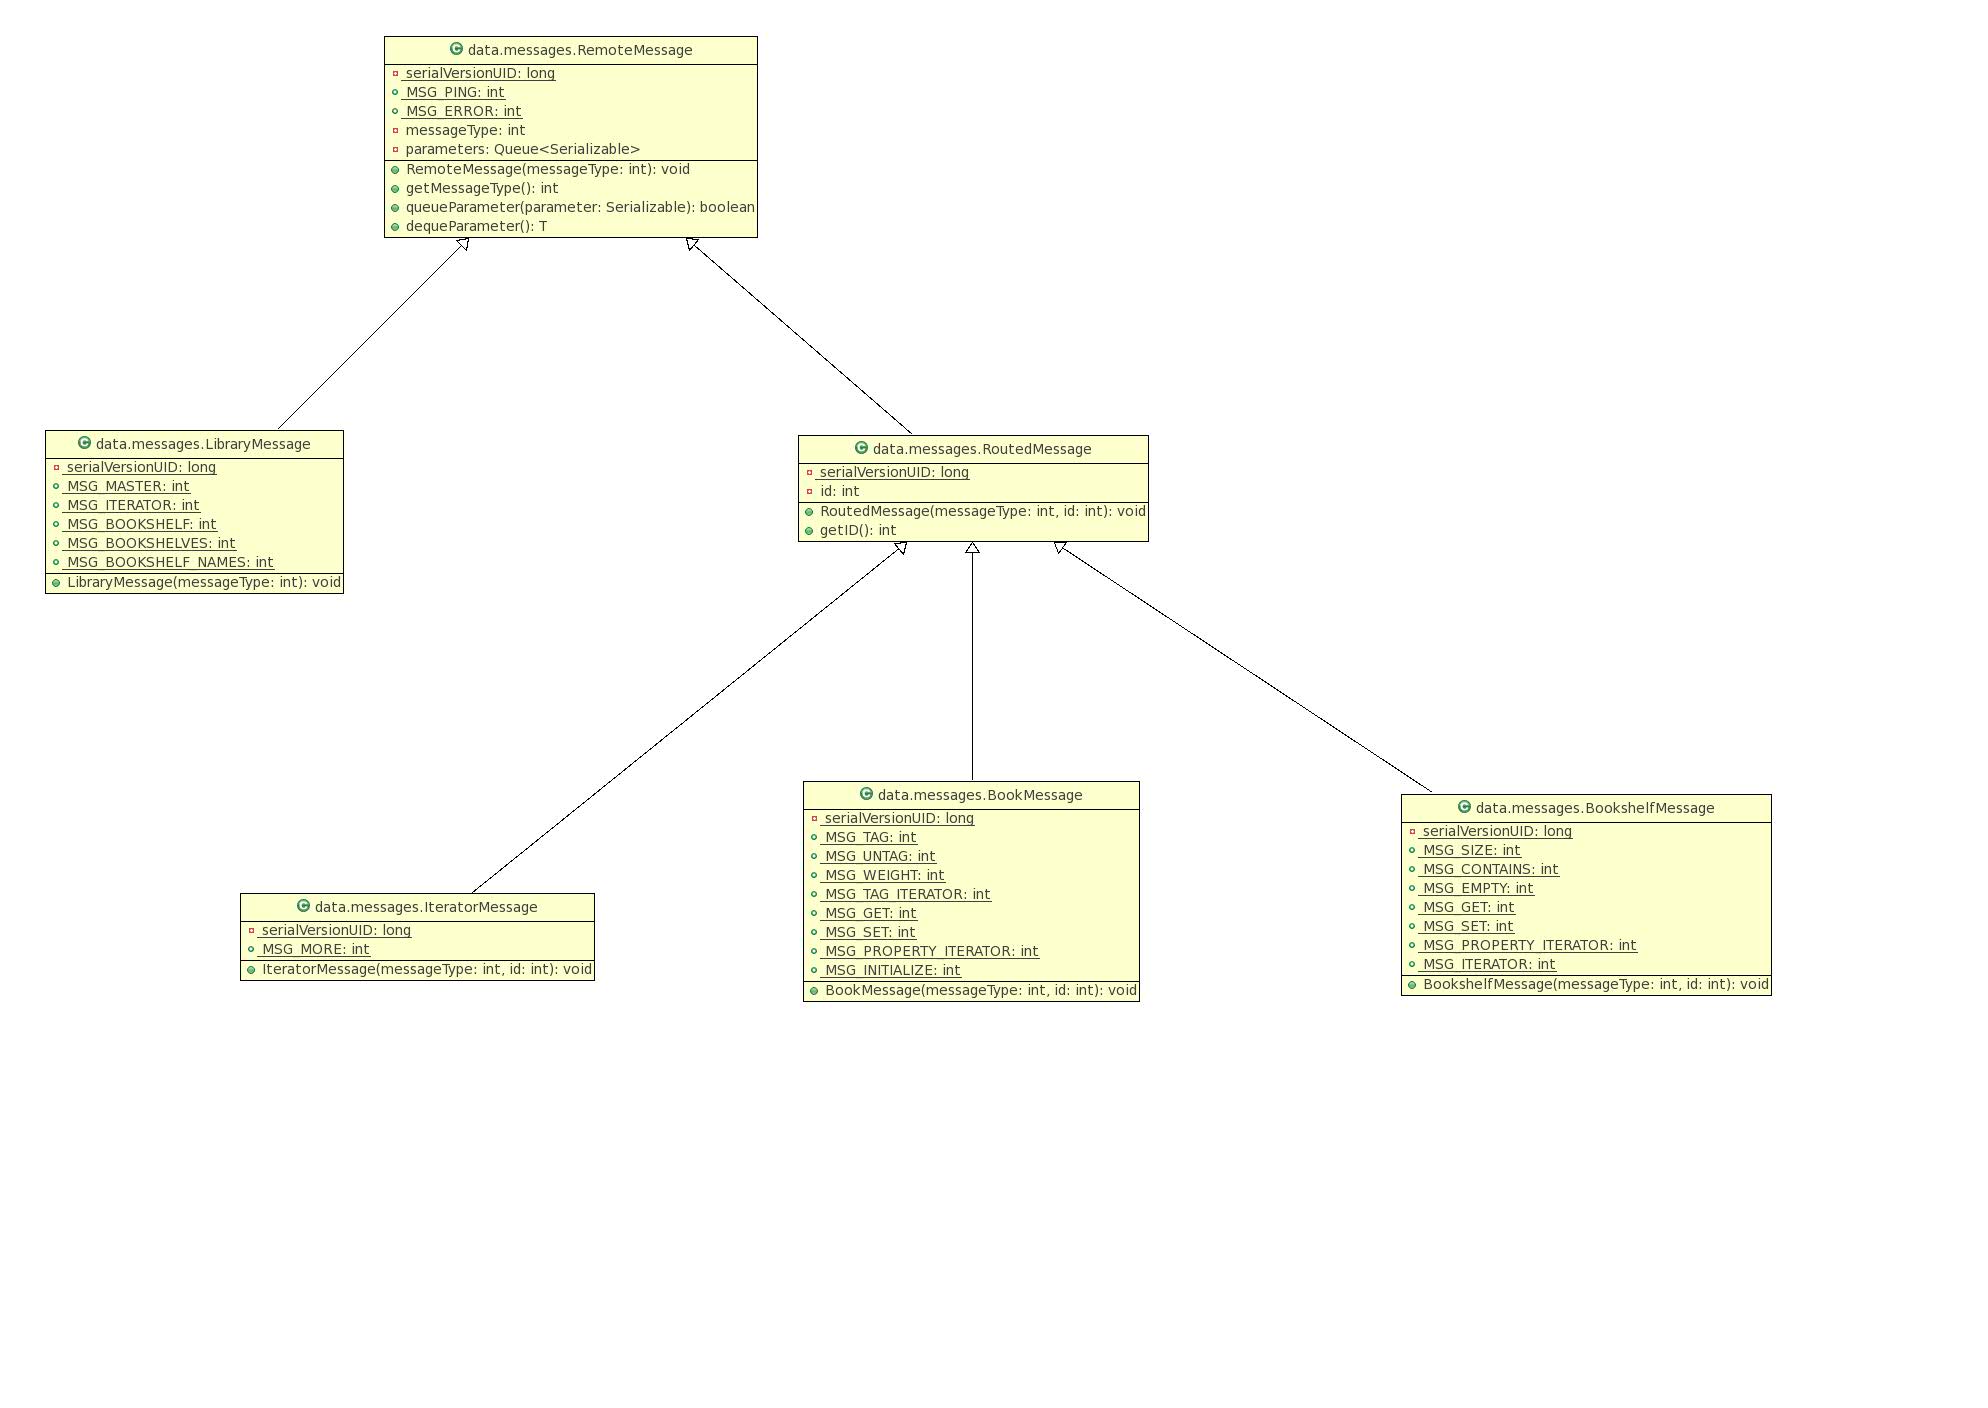 data.messages.RemoteMessage
serialVersionUID: long
MSG_PING: int
MSG_ERROR: int
messageType: int
parameters: Queue<Serializable>
RemoteMessage(messageType: int): void
getMessageType(): int
queueParameter(parameter: Serializable): boolean
dequeParameter(): T
data.messages.LibraryMessage
serialVersionUID: long
MSG_MASTER: int
MSG_ITERATOR: int
MSG_BOOKSHELF: int
MSG_BOOKSHELVES: int
MSG_BOOKSHELF_NAMES: int
LibraryMessage(messageType: int): void
data.messages.RoutedMessage
serialVersionUID: long
id: int
RoutedMessage(messageType: int, id: int): void
getID(): int
data.messages.IteratorMessage
serialVersionUID: long
MSG_MORE: int
IteratorMessage(messageType: int, id: int): void
data.messages.BookMessage
serialVersionUID: long
MSG_TAG: int
MSG_UNTAG: int
MSG_WEIGHT: int
MSG_TAG_ITERATOR: int
MSG_GET: int
MSG_SET: int
MSG_PROPERTY_ITERATOR: int
MSG_INITIALIZE: int
BookMessage(messageType: int, id: int): void
data.messages.BookshelfMessage
serialVersionUID: long
MSG_SIZE: int
MSG_CONTAINS: int
MSG_EMPTY: int
MSG_GET: int
MSG_SET: int
MSG_PROPERTY_ITERATOR: int
MSG_ITERATOR: int
BookshelfMessage(messageType: int, id: int): void